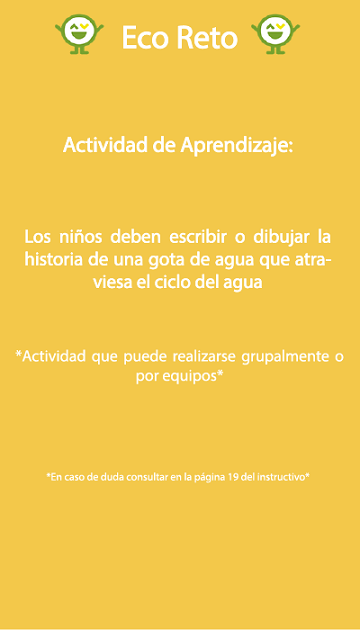 Eco Reto
Actividad de Aprendizaje:
Los niños deben escribir o dibujar la
historia de una gota de agua que atra-
viesa el ciclo del agua
*Actividad que puede realizarse grupalmente o
por equipos*
*En caso de duda consultar en la página 19 del instructivo*